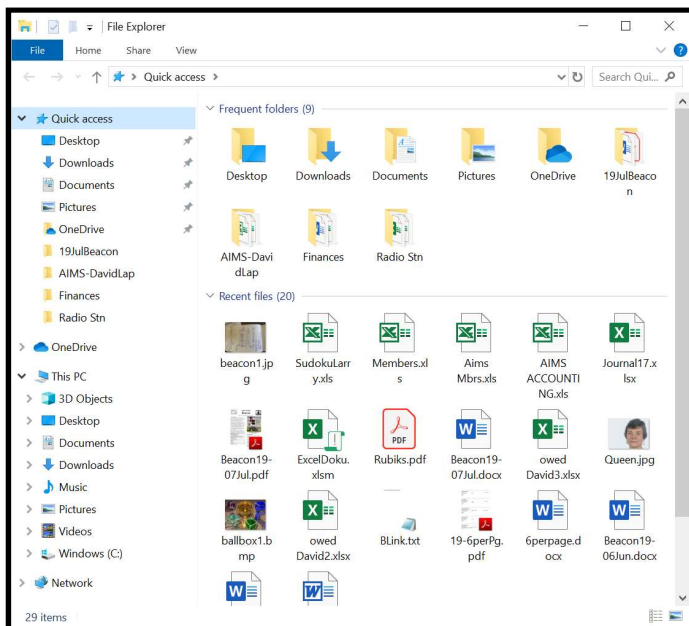 File Explorer
File Home Share View
Quick access
Search Qui...
Quick access
Desktop
Downloads
Documents
Pictures
OneDrive
19JulBeacon
AIMS-DavidLap
Finances
Radio Stn
OneDrive
This PC
3D Objects
Desktop
Documents
Downloads
Music
Pictures
Videos
Windows (C:)
Network
Frequent folders (9)
Desktop Downloads Documents Pictures OneDrive 19JulBeaco
n
AIMS-Davi Finances Radio Stn
dLap
Recent files (20)
beacon1.jp SudokuLarr Members.xl Aims AIMS Journal17.x
g y.xls s Mbrs.xls ACCOUNTI lsx
NG.xls
PDF
Beacon19- ExcelDoku. Rubiks.pdf Beacon19- owed Queen.jpg
07Jul.pdf xlsm 07Jul.docx David3.xlsx
ballbox1.b owed BLink.txt 19-6perPg. 6perpage.d Beacon19-
mp David2.xlsx pdf ocx 06Jun.docx
29 items